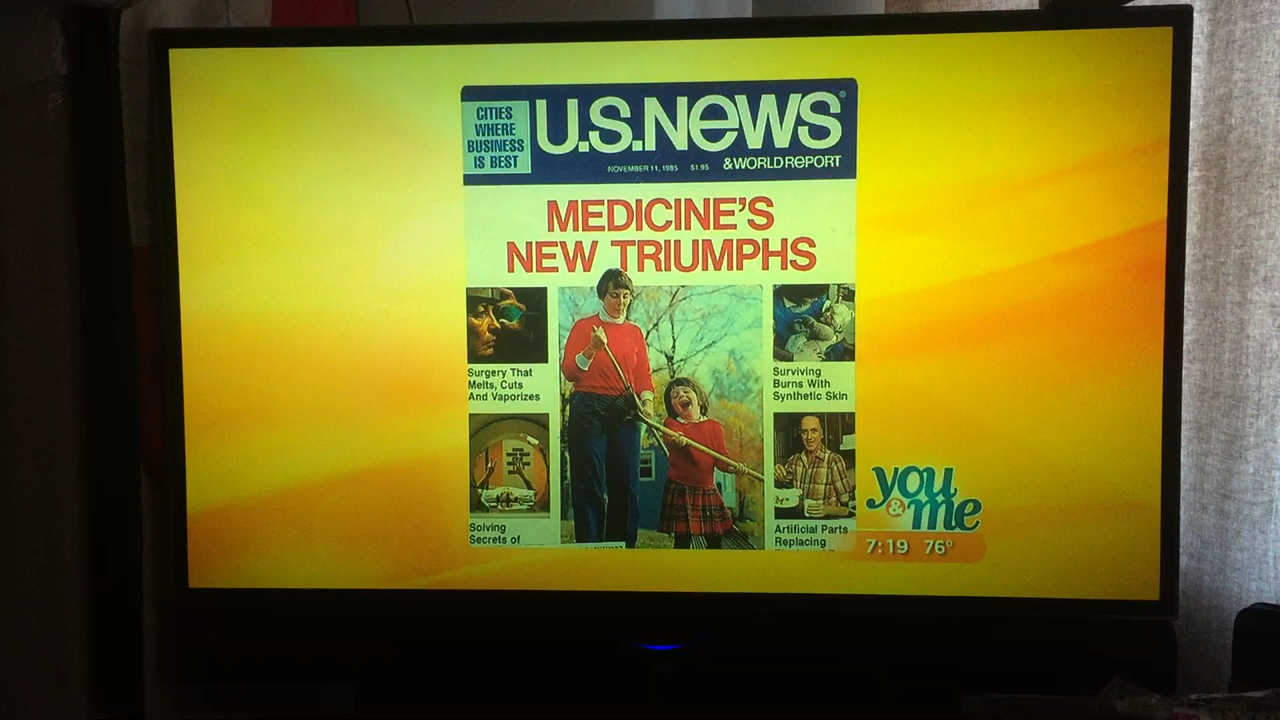 CITIES
WHERE
BUSINESS
IS BEST
U.S.NeWS®
NOVEMBER 11, 1985 $1.95 & WORLD REPORT
MEDICINE'S
NEW TRIUMPHS
Surgery That
Melts, Cuts
And Vaporizes
Surviving
Burns With
Synthetic Skin
Solving
Secrets of
Artificial Parts
Replacing
you
& me
7:19 76°